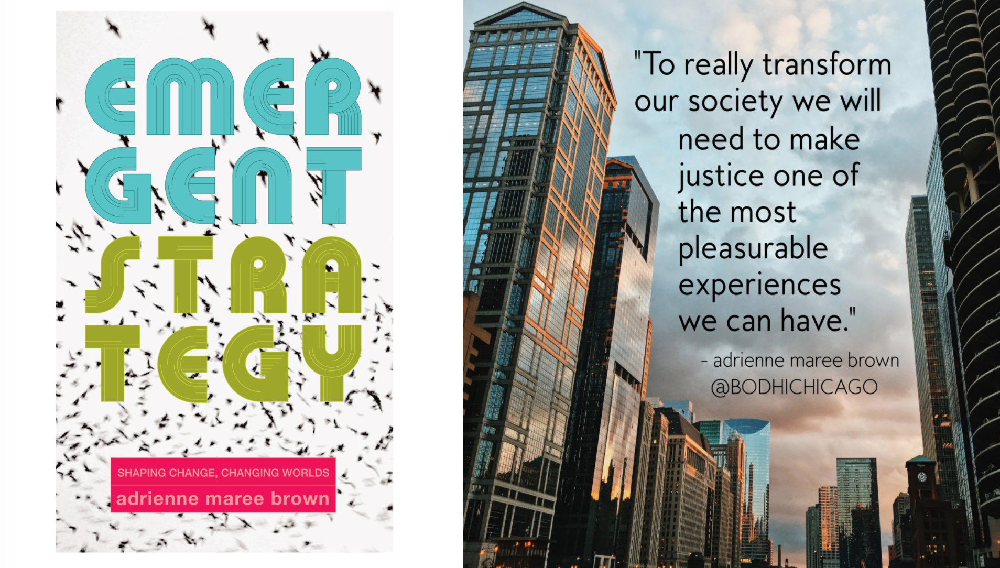 EMER
GENT
STRA
TEGY
SHAPING CHANGE, CHANGING WORLDS
adrienne maree brown
"To really transform
our society we will
need to make
justice one of
the most
pleasurable
experiences
we can have."
- adrienne maree brown
@BODHICHICAGO